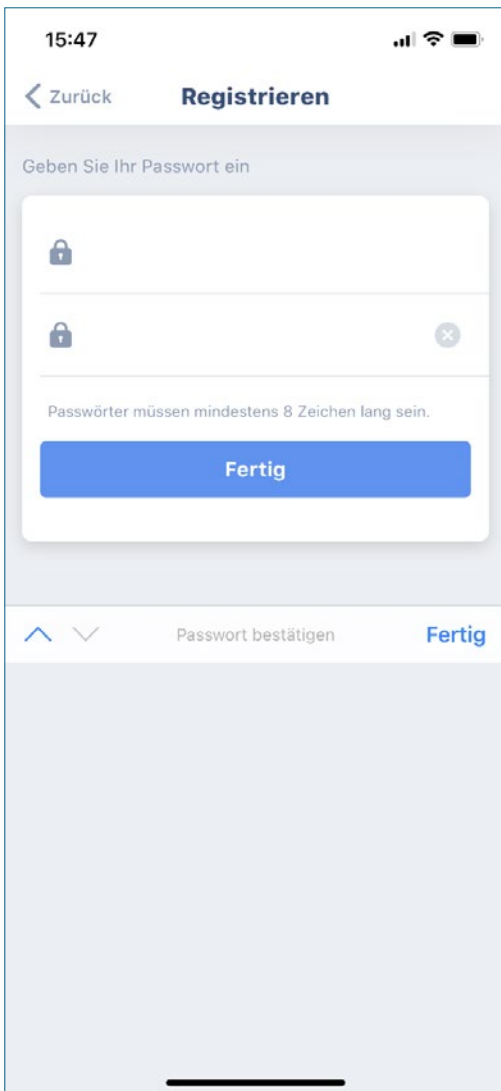 15:47
Zurück
Registrieren
Geben Sie Ihr Passwort ein
Passwörter müssen mindestens 8 Zeichen lang sein.
Fertig
Passwort bestätigen
Fertig